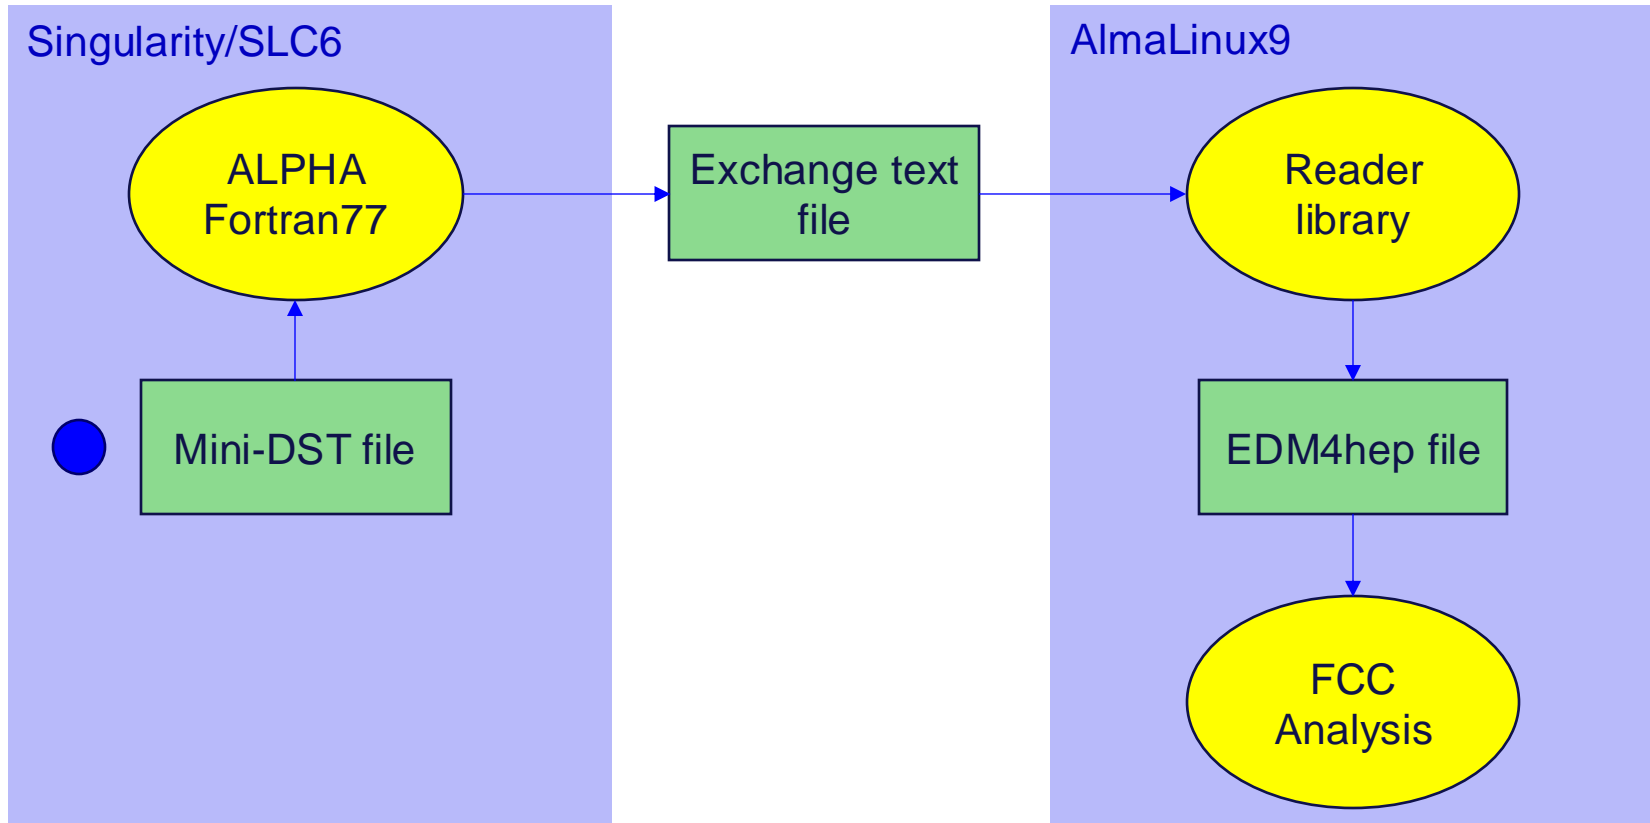 Singularity/SLC6
AlmaLinux9
ALPHA
Fortran77
Exchange text
file
Reader
library
Mini-DST file
EDM4hep file
FCC
Analysis